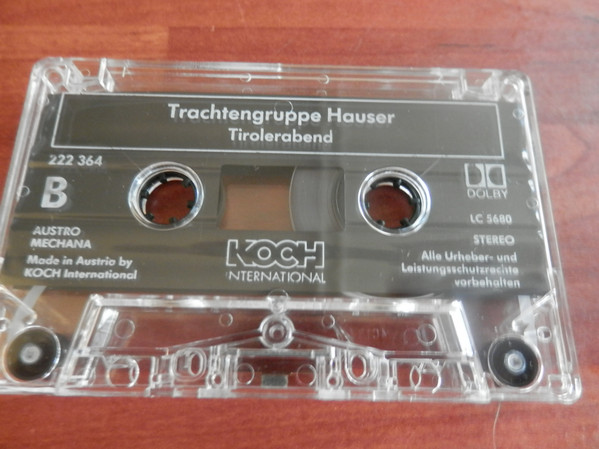 Trachtengruppe Hauser
Tirolerabend
222 364
B
DOLBY
AUSTRO
MECHANA
Made in Austria by
KOCH International
KOCH
INTERNATIONAL
LC 5680
STEREO
Alle Urheber- und
Leistungsschutzrechte
vorbehalten